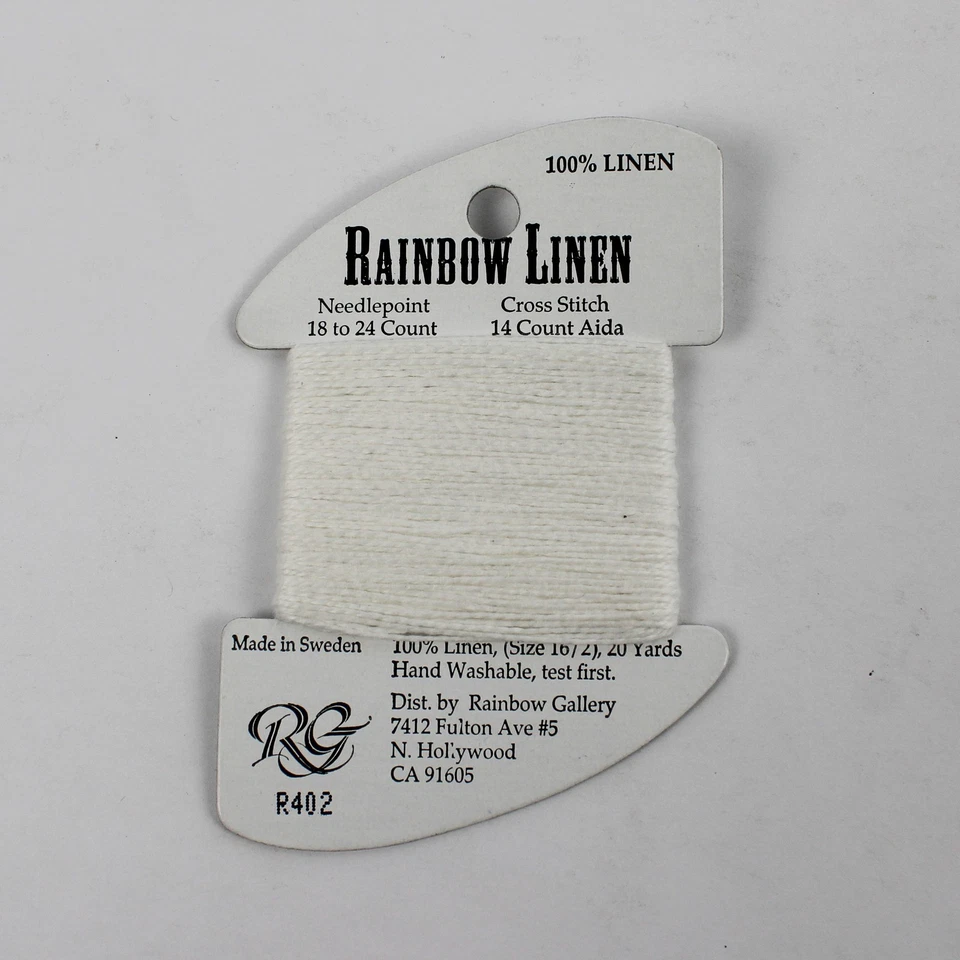 100% LINEN
RAINBOW LINEN
Needlepoint Cross Stitch
18 to 24 Count 14 Count Aida
Made in Sweden 100% Linen, (Size 16/2), 20 Yards
Hand Washable, test first.
Dist. by Rainbow Gallery
7412 Fulton Ave #5
N. Hollywood
CA 91605
RG
R402